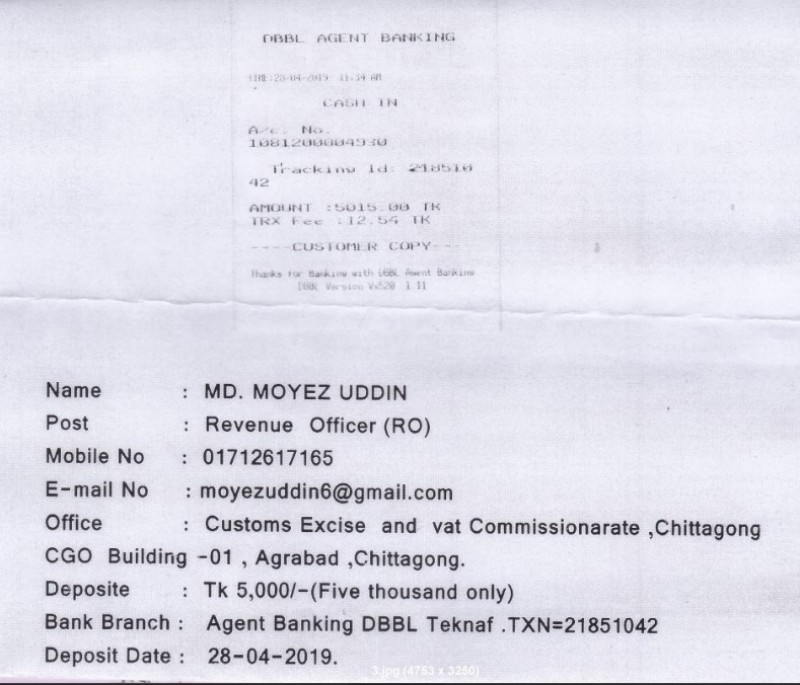 DBBL AGENT BANKING
TIME:28-04-2019 11:34 AM
CASH IN
A/c. No.
1081200004930
Tracking Id: 218510
42
AMOUNT :5015.00 TK
TRX Fee :12.54 TK
----CUSTOMER COPY---
Thanks for Banking with DBBL Agent Banking
DBBL Version Vx520 1.11
Name : MD. MOYEZ UDDIN
Post : Revenue Officer (RO)
Mobile No : 01712617165
E-mail No : moyezuddin6@gmail.com
Office : Customs Excise and vat Commissionarate ,Chittagong
CGO Building -01 , Agrabad ,Chittagong.
Deposite : Tk 5,000/-(Five thousand only)
Bank Branch : Agent Banking DBBL Teknaf .TXN=21851042
Deposit Date : 28-04-2019.
3.jpg (4753 x 3250)